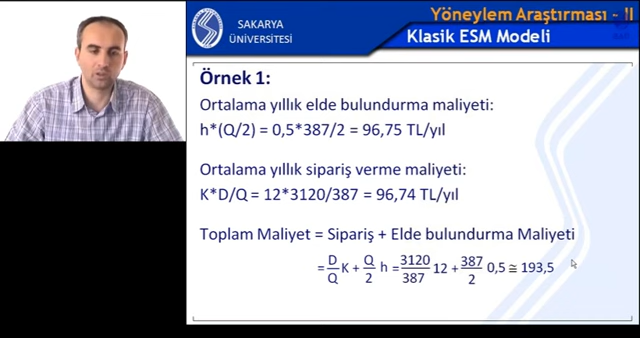 SAKARYA
ÜNİVERSİTESİ
Yöneylem Araştırması - II
Klasik ESM Modeli
Örnek 1:
Ortalama yıllık elde bulundurma maliyeti:
h*(Q/2) = 0,5*387/2 = 96,75 TL/yıl
Ortalama yıllık sipariş verme maliyeti:
K*D/Q = 12*3120/387 = 96,74 TL/yıl
Toplam Maliyet = Sipariş + Elde bulundurma Maliyeti
= D/Q K + Q/2 h = 3120/387 12 + 387/2 0,5 ≅ 193,5